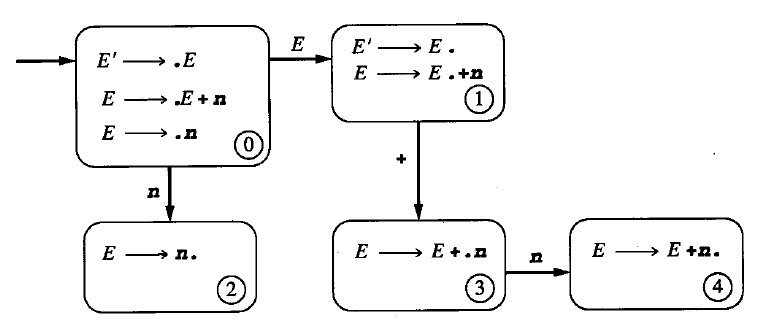 E' → .E
E → .E + n
E → .n
0
E
E' → E .
E → E . + n
1
n
+
E → n.
2
E → E + . n
3
n
E → E + n.
4